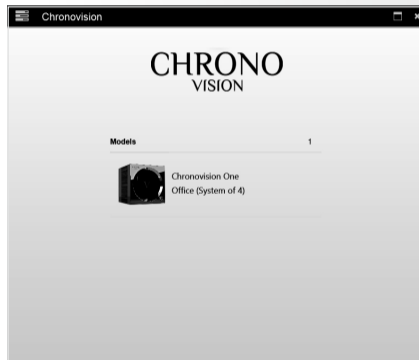 Chronovision
CHRONO
VISION
Models 1
Chronovision One
Office (System of 4)